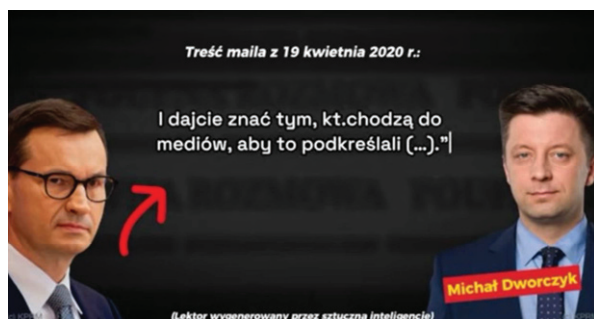 Treść maila z 19 kwietnia 2020 r.:
I dajcie znać tym, kt.chodzą do
mediów, aby to podkreślali (...)."
Michał Dworczyk
(Lektor wygenerowany przez sztuczną inteligencję)